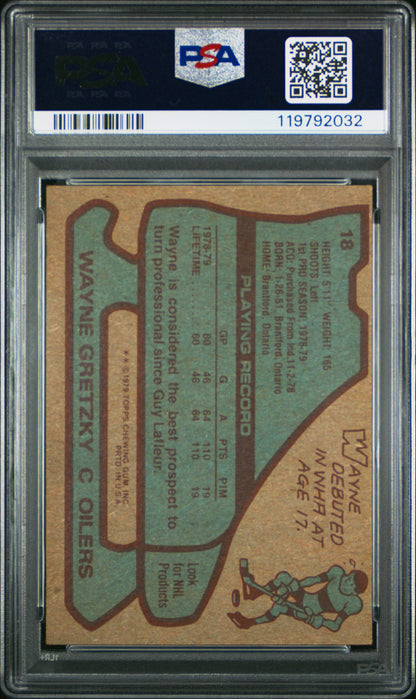 PSA
PSA
119792032
18
HEIGHT: 5'11" WEIGHT: 165
SHOOTS: Left
1st PRO SEASON: 1978-79
ACQ: Purchased From Ind. 11-2-78
BORN: 1-26-61 Brantford, Ontario
HOME: Brantford, Ontario
WAYNE
DEBUTED
IN WHA AT
AGE 17.
PLAYING RECORD
GP G A PTS PIM
1978-79 80 46 64 110 19
LIFETIME 80 46 64 110 19
Wayne is considered the best prospect to
turn professional since Guy Lafleur.
Look
for NHL
Products
** © 1979 TOPPS CHEWING GUM, INC.
PRTD. IN U.S.A.
WAYNE GRETZKY C OILERS